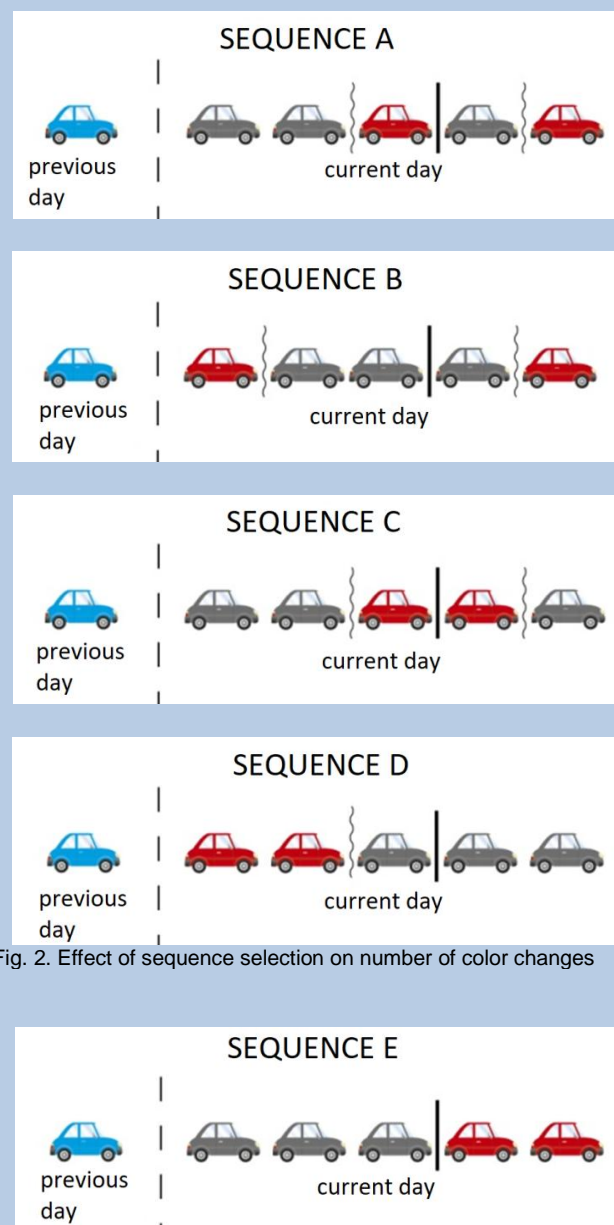 SEQUENCE A
previous
day
current day
SEQUENCE B
previous
day
current day
SEQUENCE C
previous
day
current day
SEQUENCE D
previous
day
current day
Fig. 2. Effect of sequence selection on number of color changes
SEQUENCE E
previous
day
current day